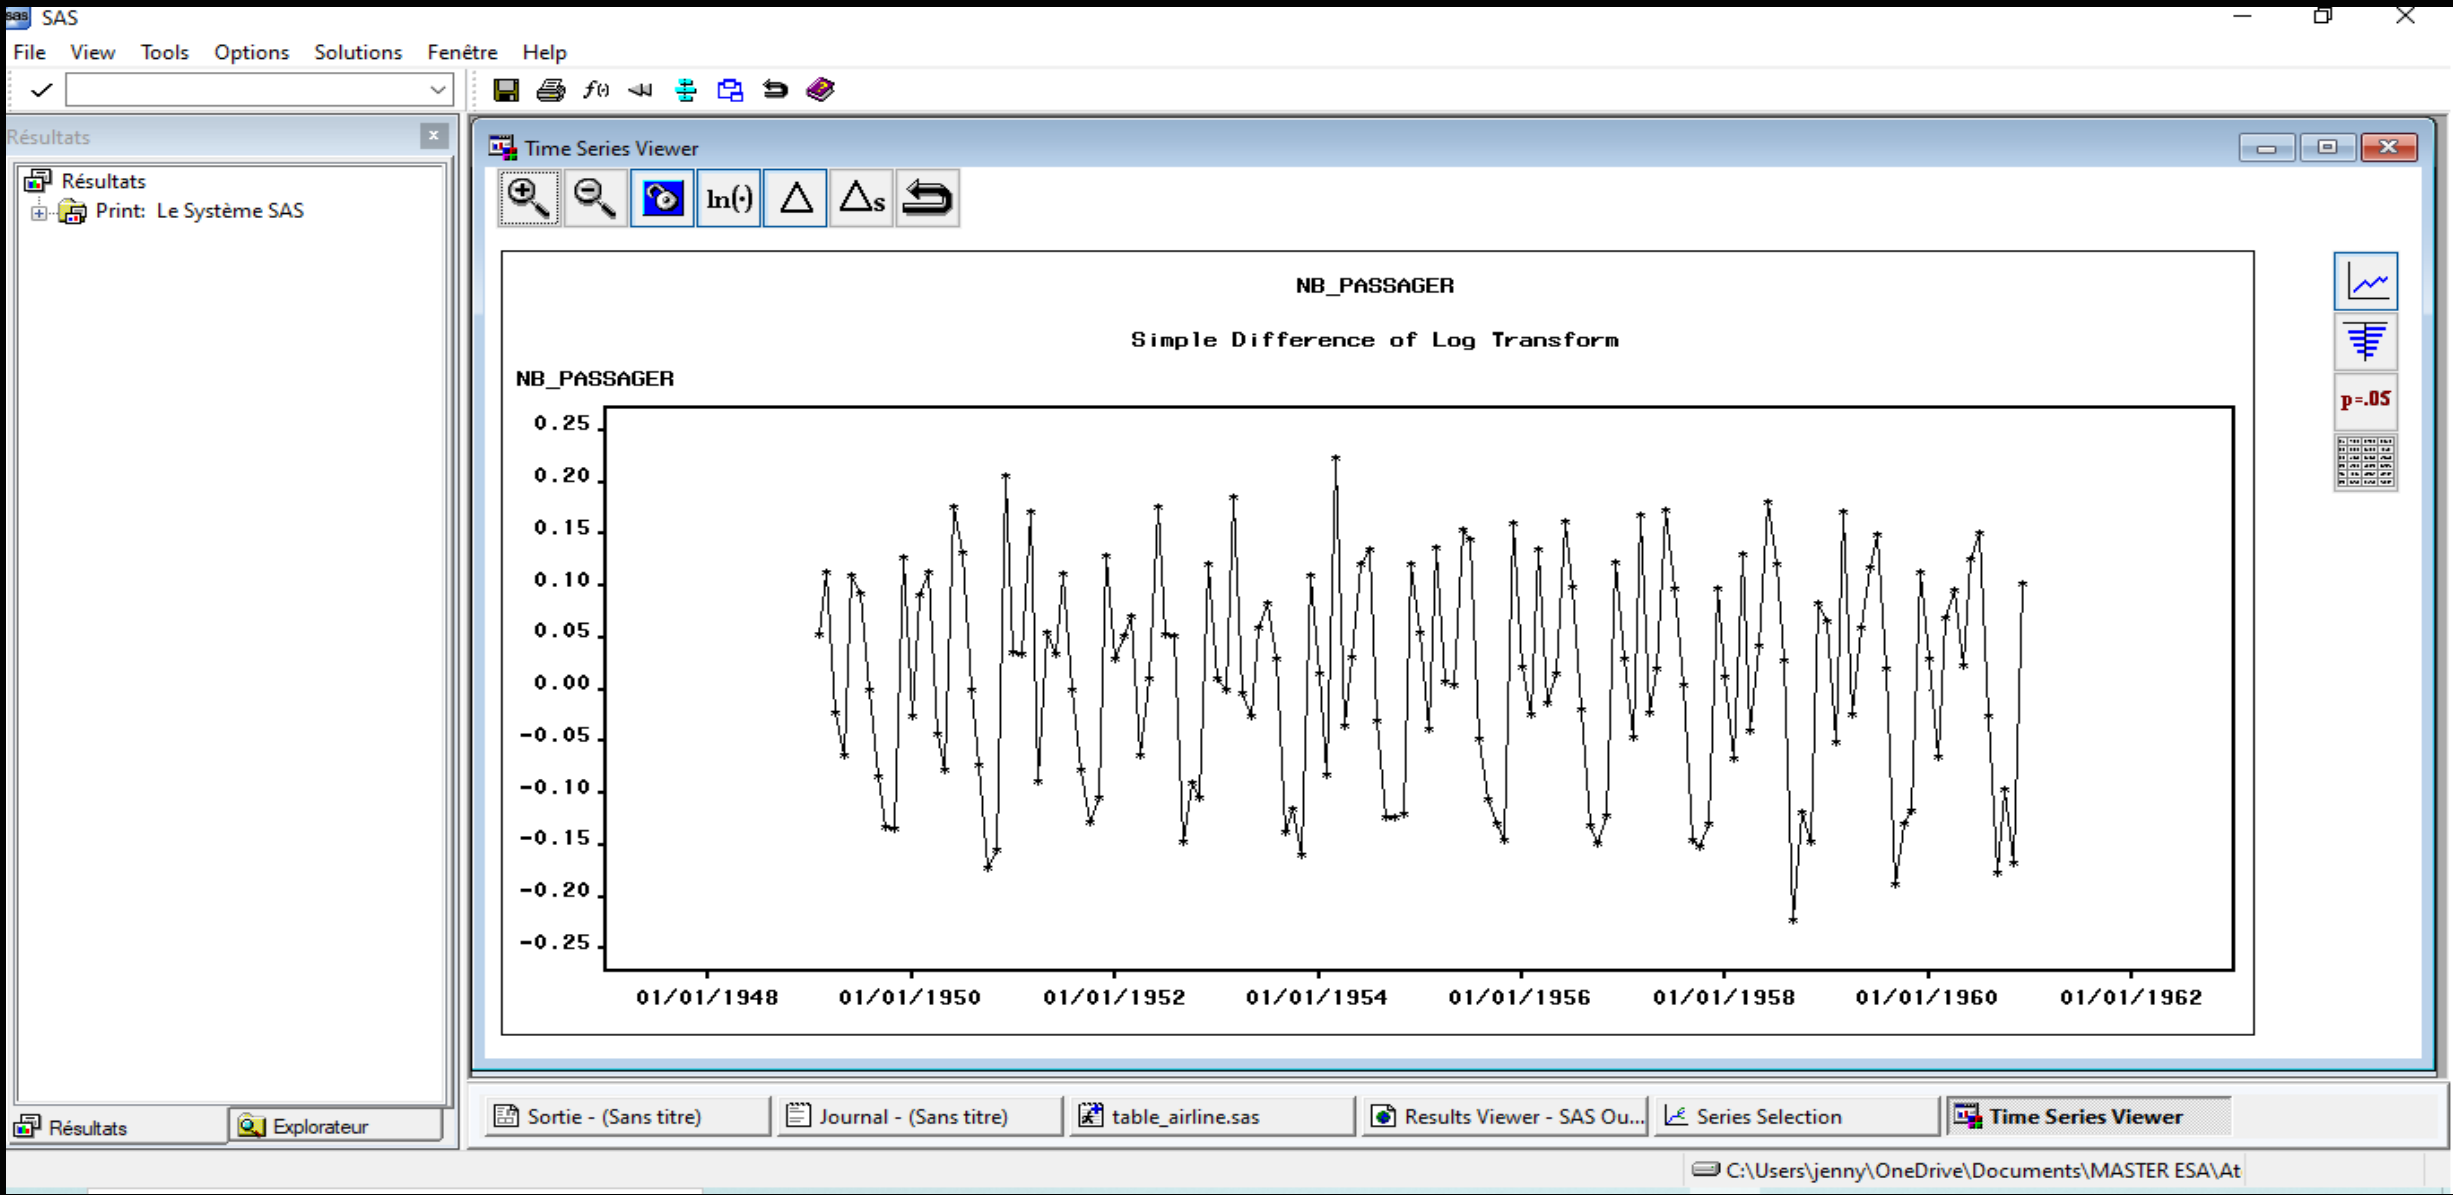 sas SAS
File View Tools Options Solutions Fenêtre Help
Résultats
Résultats
Print: Le Système SAS
Résultats
Explorateur
Time Series Viewer
ln(·) Δ Δs
NB_PASSAGER
Simple Difference of Log Transform
NB_PASSAGER
0.25
0.20
0.15
0.10
0.05
0.00
-0.05
-0.10
-0.15
-0.20
-0.25
01/01/1948 01/01/1950 01/01/1952 01/01/1954 01/01/1956 01/01/1958 01/01/1960 01/01/1962
p=.05
Sortie - (Sans titre) Journal - (Sans titre) table_airline.sas Results Viewer - SAS Ou... Series Selection Time Series Viewer
C:\Users\jenny\OneDrive\Documents\MASTER ESA\At